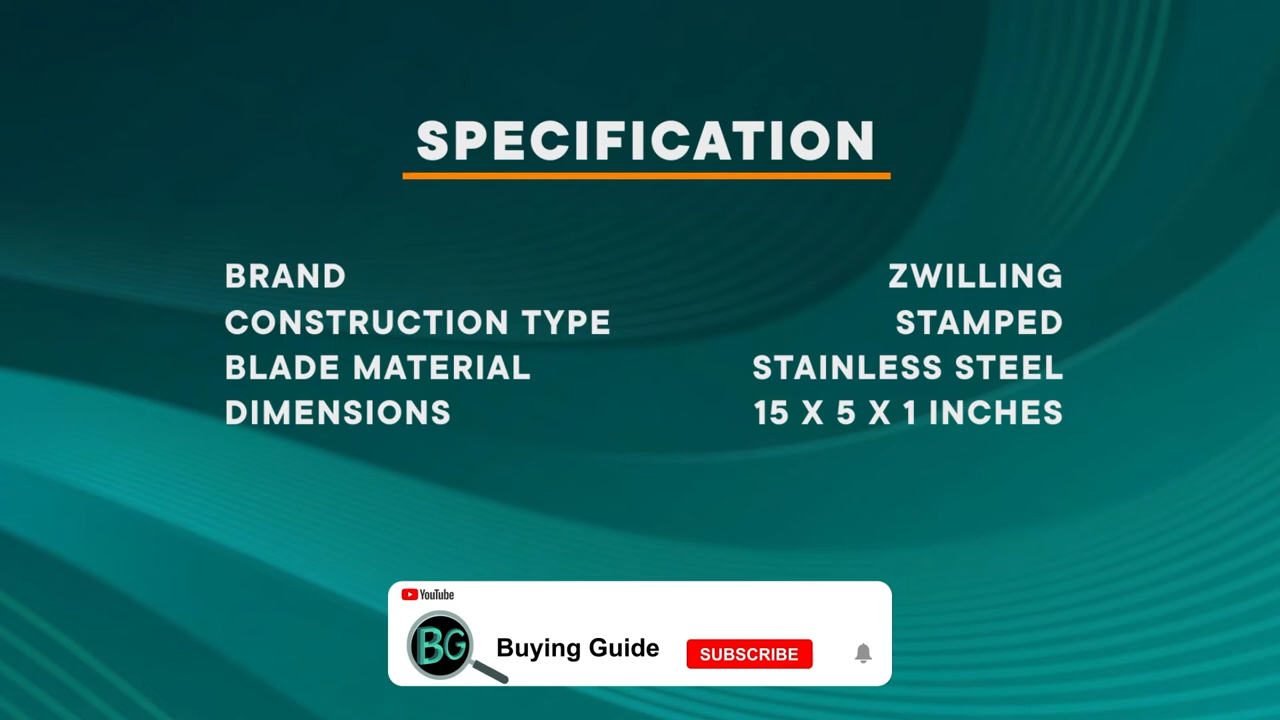 SPECIFICATION
BRAND ZWILLING
CONSTRUCTION TYPE STAMPED
BLADE MATERIAL STAINLESS STEEL
DIMENSIONS 15 X 5 X 1 INCHES
YouTube
BG
Buying Guide SUBSCRIBE